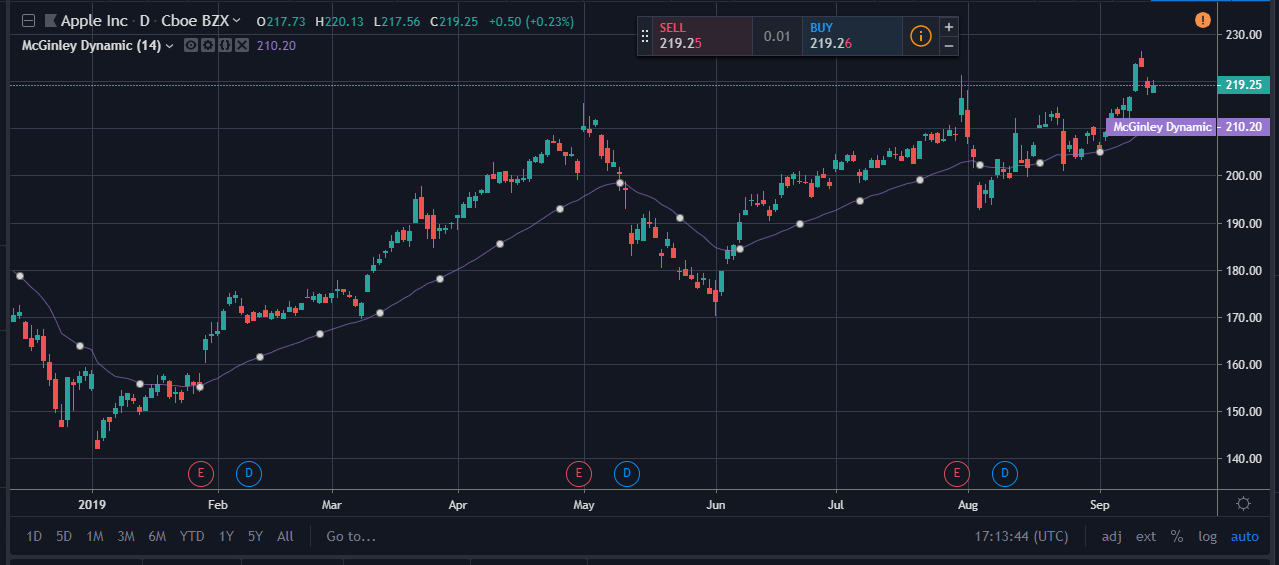 Apple Inc · D · Cboe BZX O217.73 H220.13 L217.56 C219.25 +0.50 (+0.23%)
McGinley Dynamic (14) 210.20
SELL
219.25
0.01
BUY
219.26
+
−
230.00
219.25
McGinley Dynamic 210.20
200.00
190.00
180.00
170.00
160.00
150.00
140.00
E D E D E D
2019 Feb Mar Apr May Jun Jul Aug Sep
1D 5D 1M 3M 6M YTD 1Y 5Y All Go to... 17:13:44 (UTC) adj ext % log auto